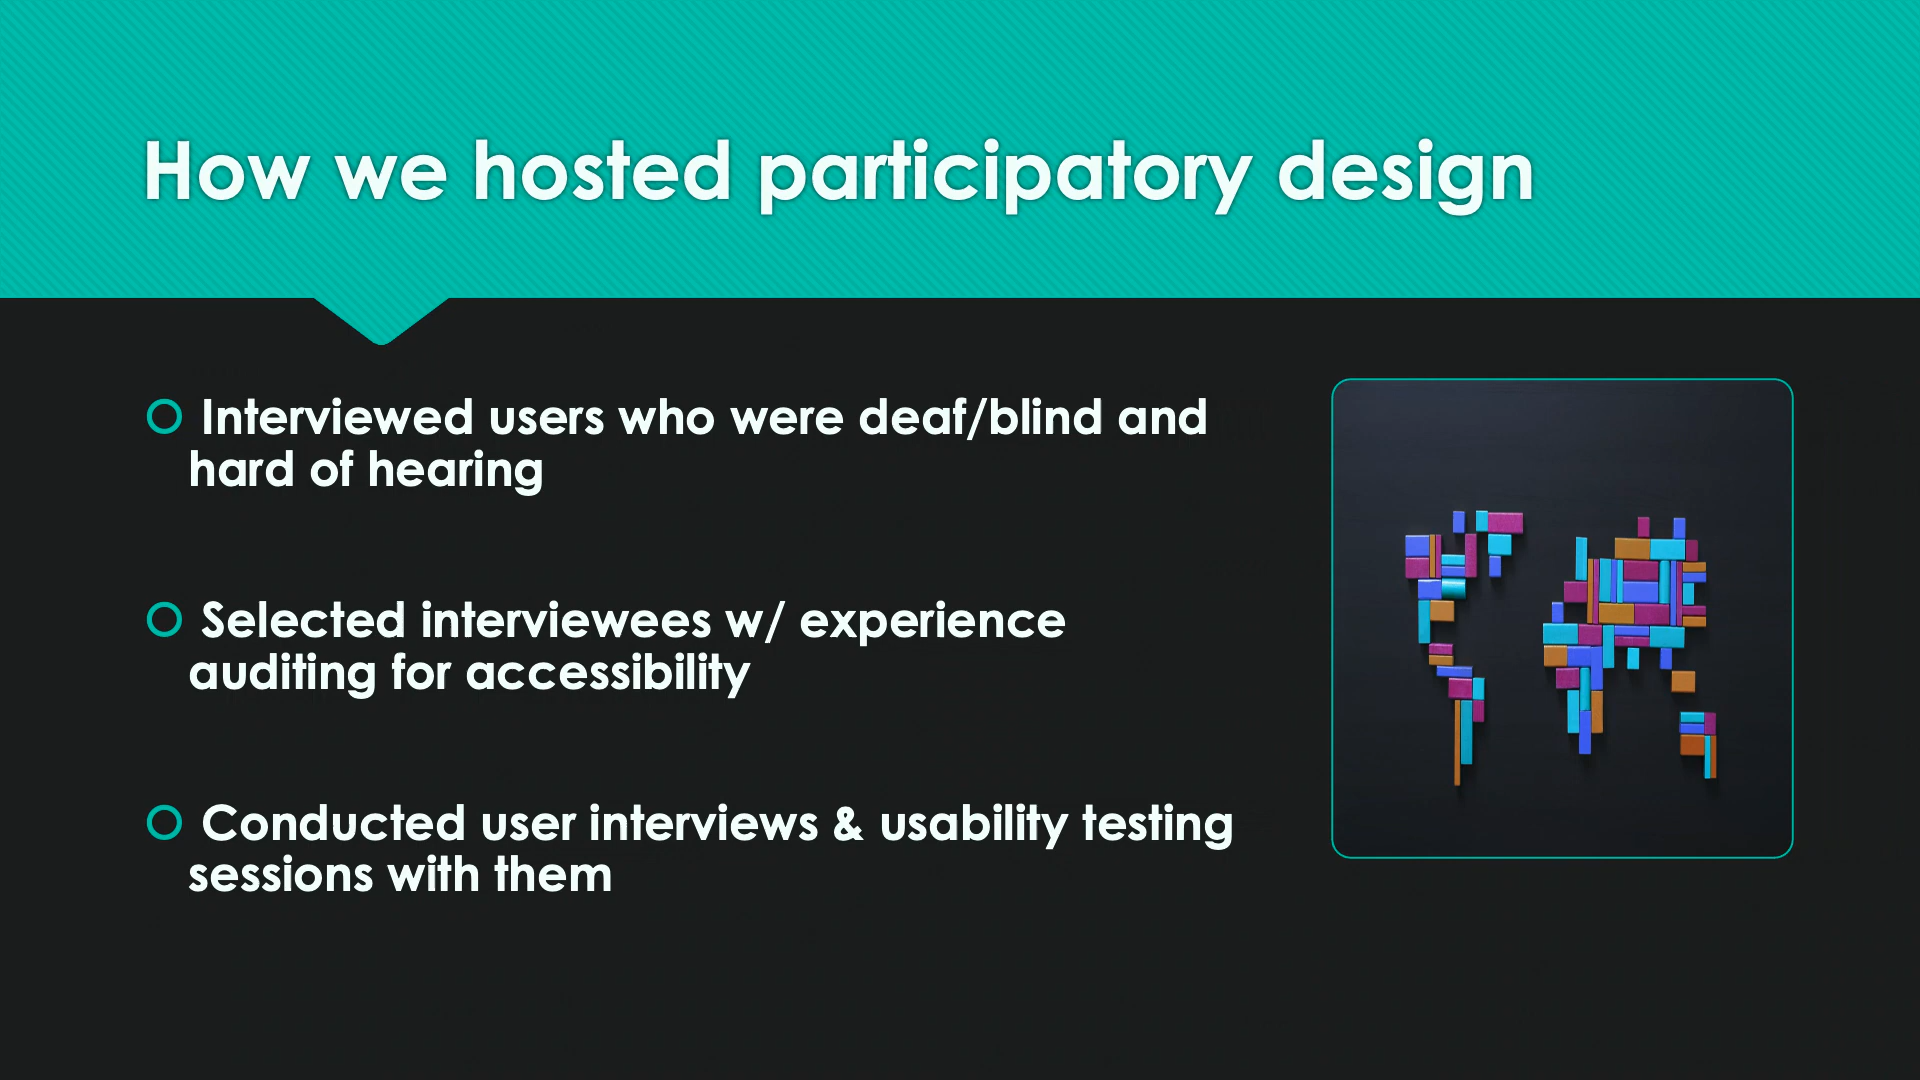 How we hosted participatory design
Interviewed users who were deaf/blind and
hard of hearing
Selected interviewees w/ experience
auditing for accessibility
Conducted user interviews & usability testing
sessions with them